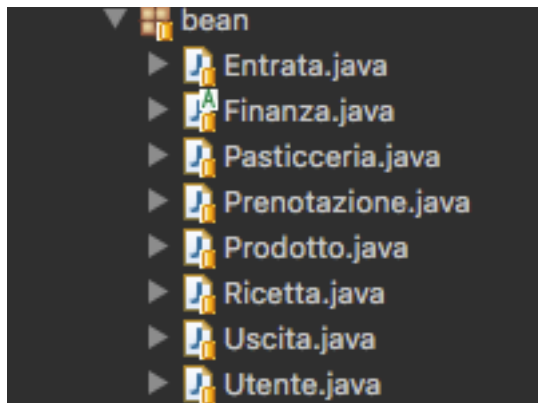 bean
Entrata.java
A
Finanza.java
Pasticceria.java
Prenotazione.java
Prodotto.java
Ricetta.java
Uscita.java
Utente.java